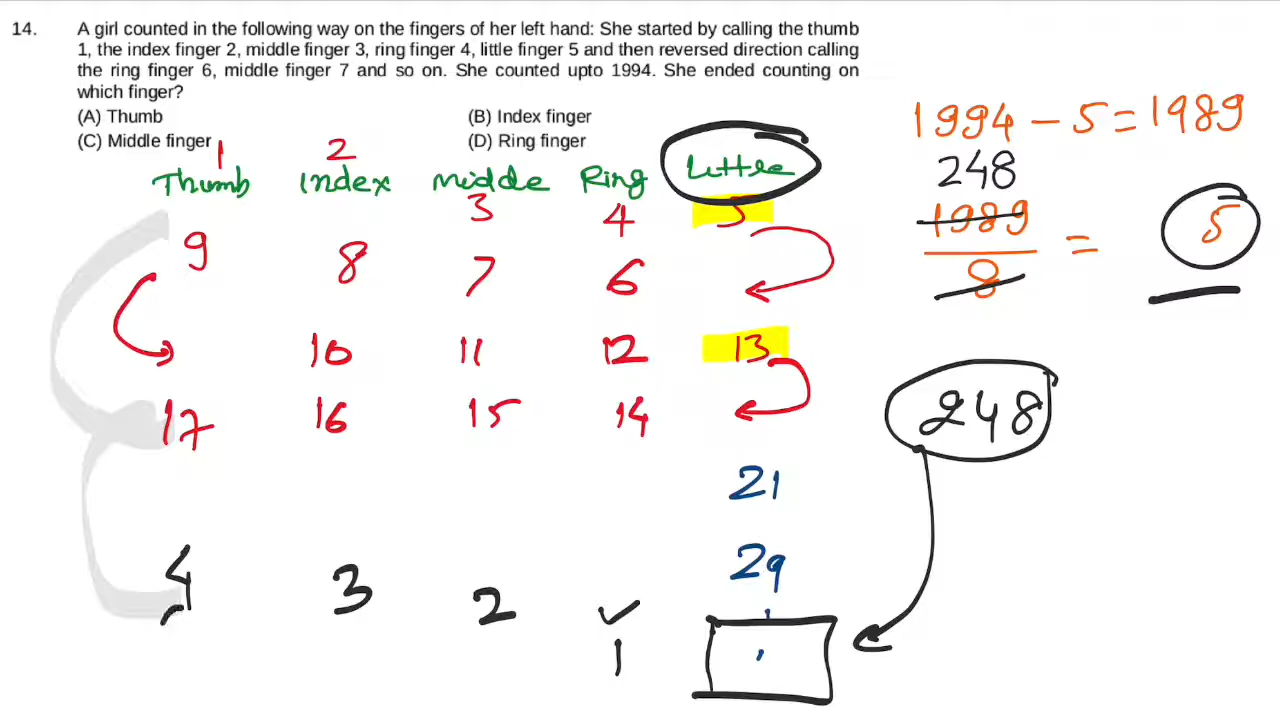 14. A girl counted in the following way on the fingers of her left hand: She started by calling the thumb
1, the index finger 2, middle finger 3, ring finger 4, little finger 5 and then reversed direction calling
the ring finger 6, middle finger 7 and so on. She counted upto 1994. She ended counting on
which finger?
(A) Thumb (B) Index finger
(C) Middle finger (D) Ring finger
1994 - 5 = 1989
248
1989
8
= 5
1 2
Thumb Index Midde Ring Little
3 4 5
9 8 7 6
10 11 12 13
17 16 15 14
248
21
29
4 3 2 1